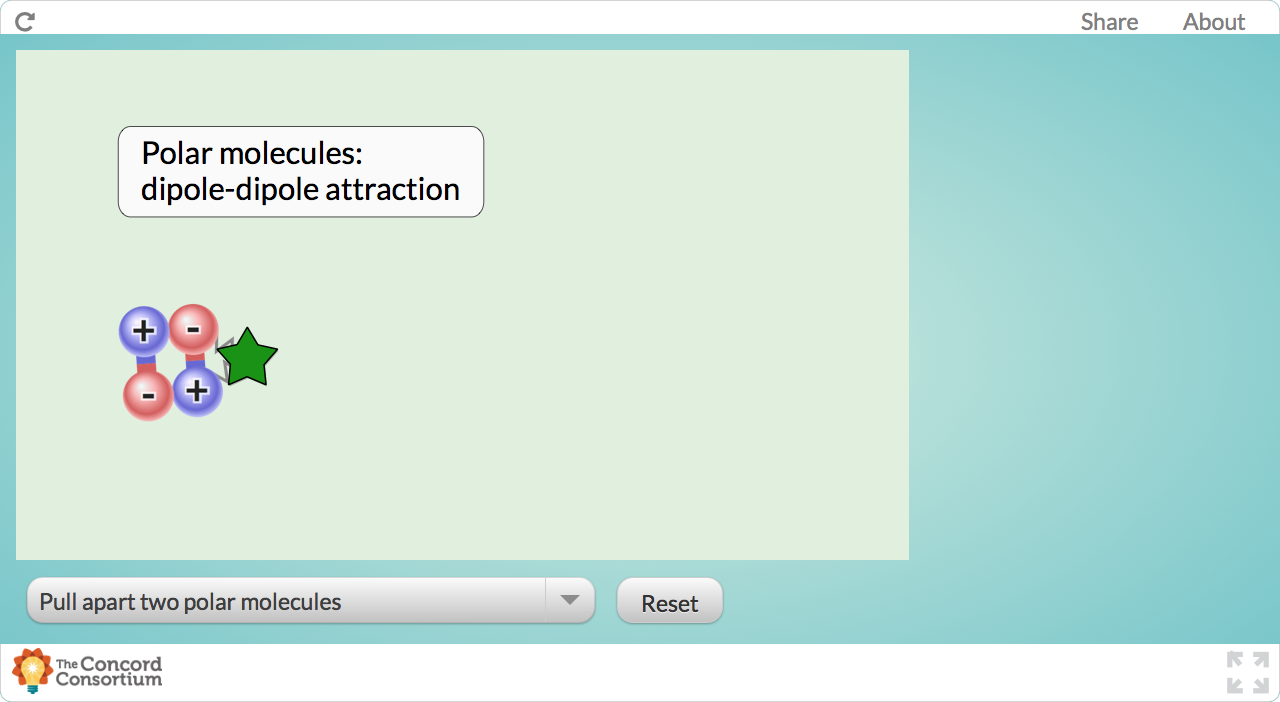 Share About
Polar molecules:
dipole-dipole attraction
+ -
- +
Pull apart two polar molecules
Reset
The Concord
Consortium